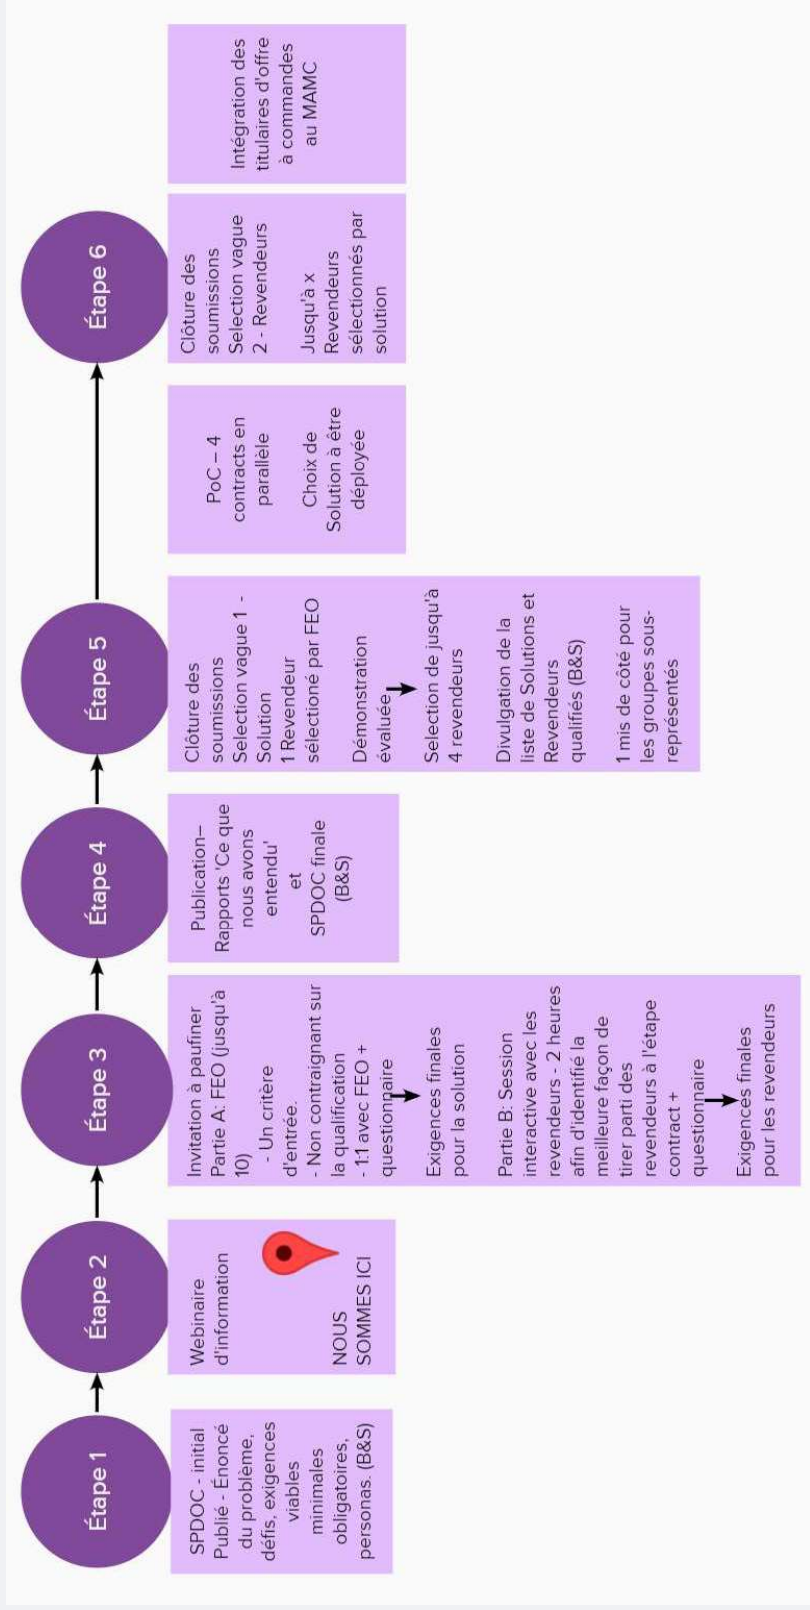 Étape 1
SPDOC - initial
Publié - Énoncé
du problème,
défis, exigences
viables
minimales
obligatoires,
personas. (B&S)
Étape 2
Webinaire
d'information
NOUS
SOMMES ICI
Étape 3
Invitation à paufiner
Partie A: FEO (jusqu'à
10)
- Un critère
d'entrée.
- Non contraignant sur
la qualification
- 1:1 avec FEO +
questionnaire
Exigences finales
pour la solution
Partie B: Session
interactive avec les
revendeurs - 2 heures
afin d'identifié la
meilleure façon de
tirer parti des
revendeurs à l'étape
contract +
questionnaire
Exigences finales
pour les revendeurs
Étape 4
Publication–
Rapports 'Ce que
nous avons
entendu'
et
SPDOC finale
(B&S)
Étape 5
Clôture des
soumissions
Selection vague 1 -
Solution
1 Revendeur
sélectioné par FEO
Démonstration
évaluée
Selection de jusqu'à
4 revendeurs
Divulgation de la
liste de Solutions et
Revendeurs
qualifiés (B&S)
1 mis de côté pour
les groupes sous-
représentés
PoC – 4
contracts en
parallèle
Choix de
Solution à être
déployée
Étape 6
Clôture des
soumissions
Selection vague
2 - Revendeurs
Jusqu'à x
Revendeurs
sélectionnés par
solution
Intégration des
titulaires d'offre
à commandes
au MAMC